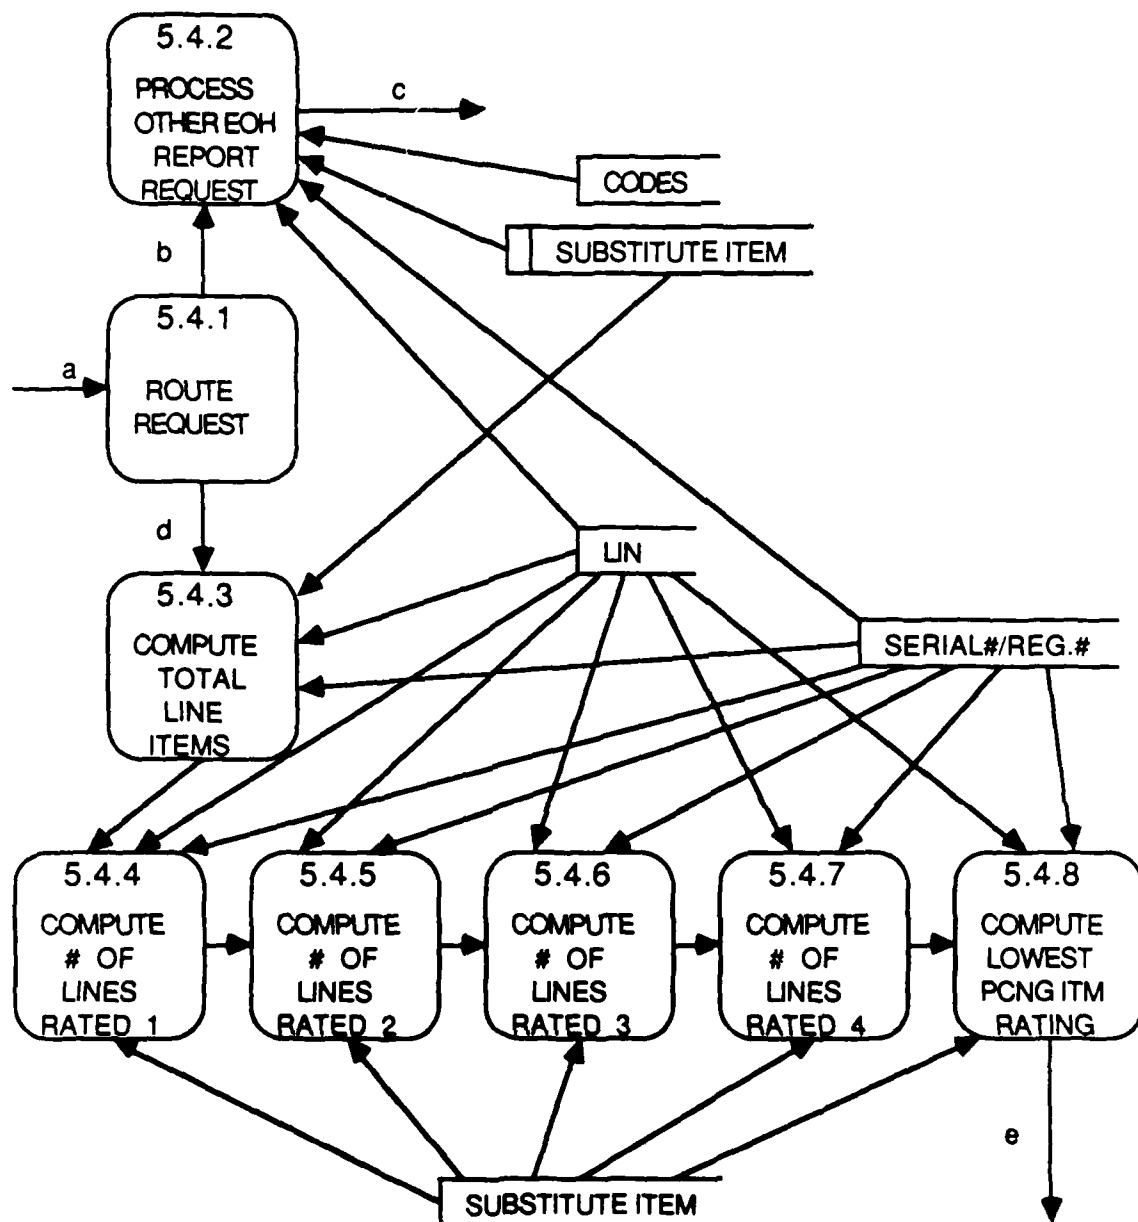 5.4.2
PROCESS
OTHER EOH
REPORT
REQUEST
c
CODES
SUBSTITUTE ITEM
b
5.4.1
ROUTE
REQUEST
a
d
LIN
5.4.3
COMPUTE
TOTAL
LINE
ITEMS
SERIAL#/REG.#
5.4.4
COMPUTE
# OF
LINES
RATED 1
5.4.5
COMPUTE
# OF
LINES
RATED 2
5.4.6
COMPUTE
# OF
LINES
RATED 3
5.4.7
COMPUTE
# OF
LINES
RATED 4
5.4.8
COMPUTE
LOWEST
PCNG ITM
RATING
e
SUBSTITUTE ITEM